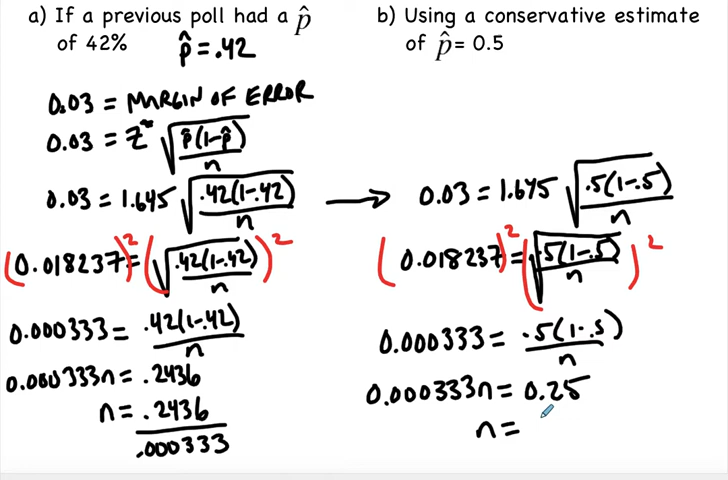 a) If a previous poll had a p̂
of 42%
p̂ = .42
0.03 = MARGIN OF ERROR
0.03 = Z* √(p̂(1-p̂)/n)
0.03 = 1.645 √(.42(1-.42)/n)
(0.018237)² = (√(.42(1-.42)/n))²
0.000333 = .42(1-.42)/n
0.000333n = .2436
n = .2436/.000333
b) Using a conservative estimate
of p̂ = 0.5
→ 0.03 = 1.645 √(.5(1-.5)/n)
(0.018237)² = (√(.5(1-.5)/n))²
0.000333 = .5(1-.5)/n
0.000333n = 0.25
n =